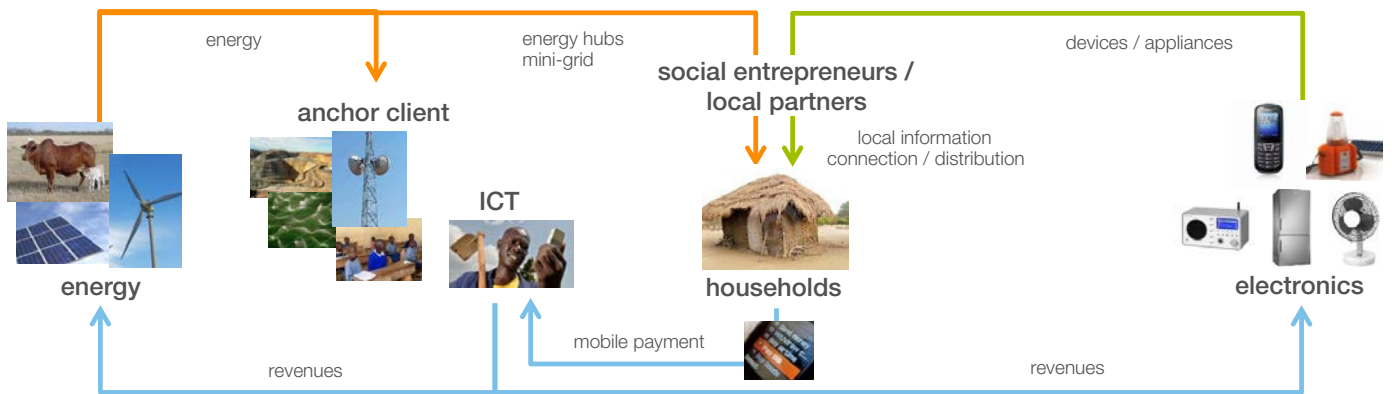 energy
energy hubs
mini-grid
devices / appliances
social entrepreneurs /
local partners
anchor client
local information
connection / distribution
ICT
energy
households
electronics
mobile payment
revenues
revenues